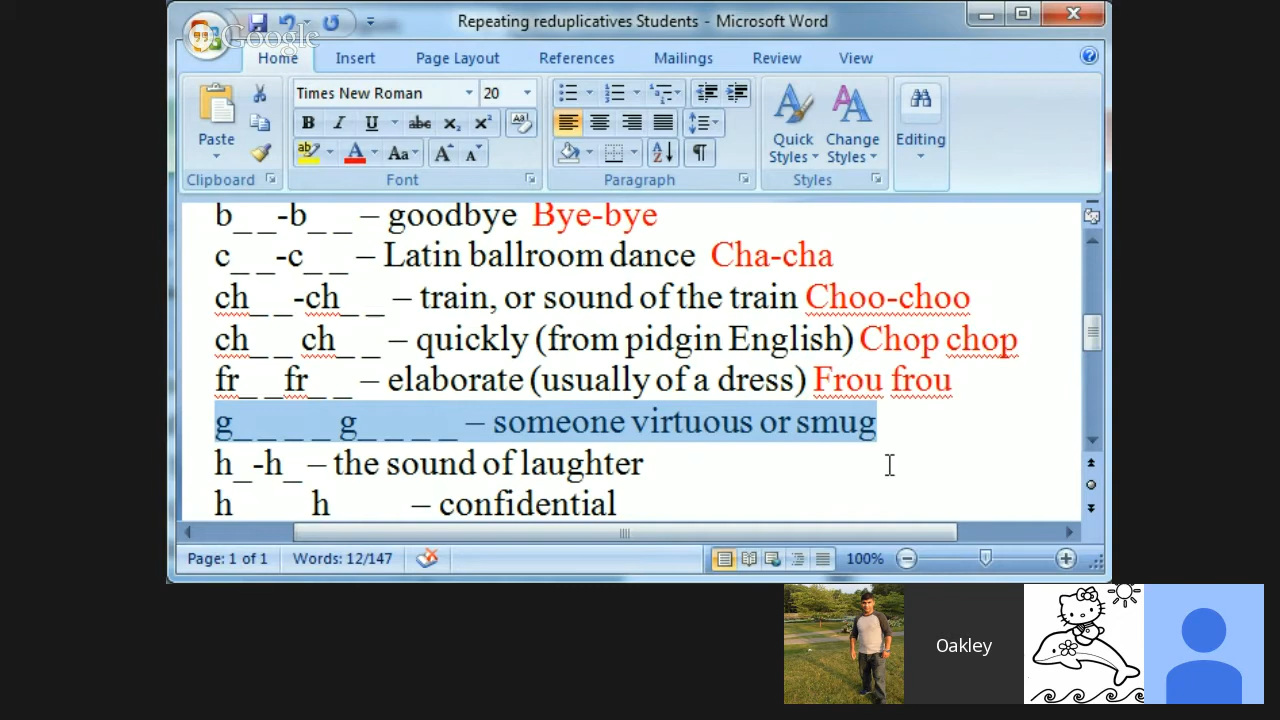 Repeating reduplicatives Students - Microsoft Word
Google
Home Insert Page Layout References Mailings Review View
Times New Roman 20
Paste
Quick Styles
Change Styles
Editing
Clipboard Font Paragraph Styles
b_ _-b_ _ – goodbye Bye-bye
c_ _-c_ _ – Latin ballroom dance Cha-cha
ch_ _-ch_ _ – train, or sound of the train Choo-choo
ch_ _ ch_ _ – quickly (from pidgin English) Chop chop
fr_ _ fr_ _ – elaborate (usually of a dress) Frou frou
g_ _ _ _ g_ _ _ _ – someone virtuous or smug
h_-h_ – the sound of laughter
h h – confidential
Page: 1 of 1 Words: 12/147 100%
Oakley